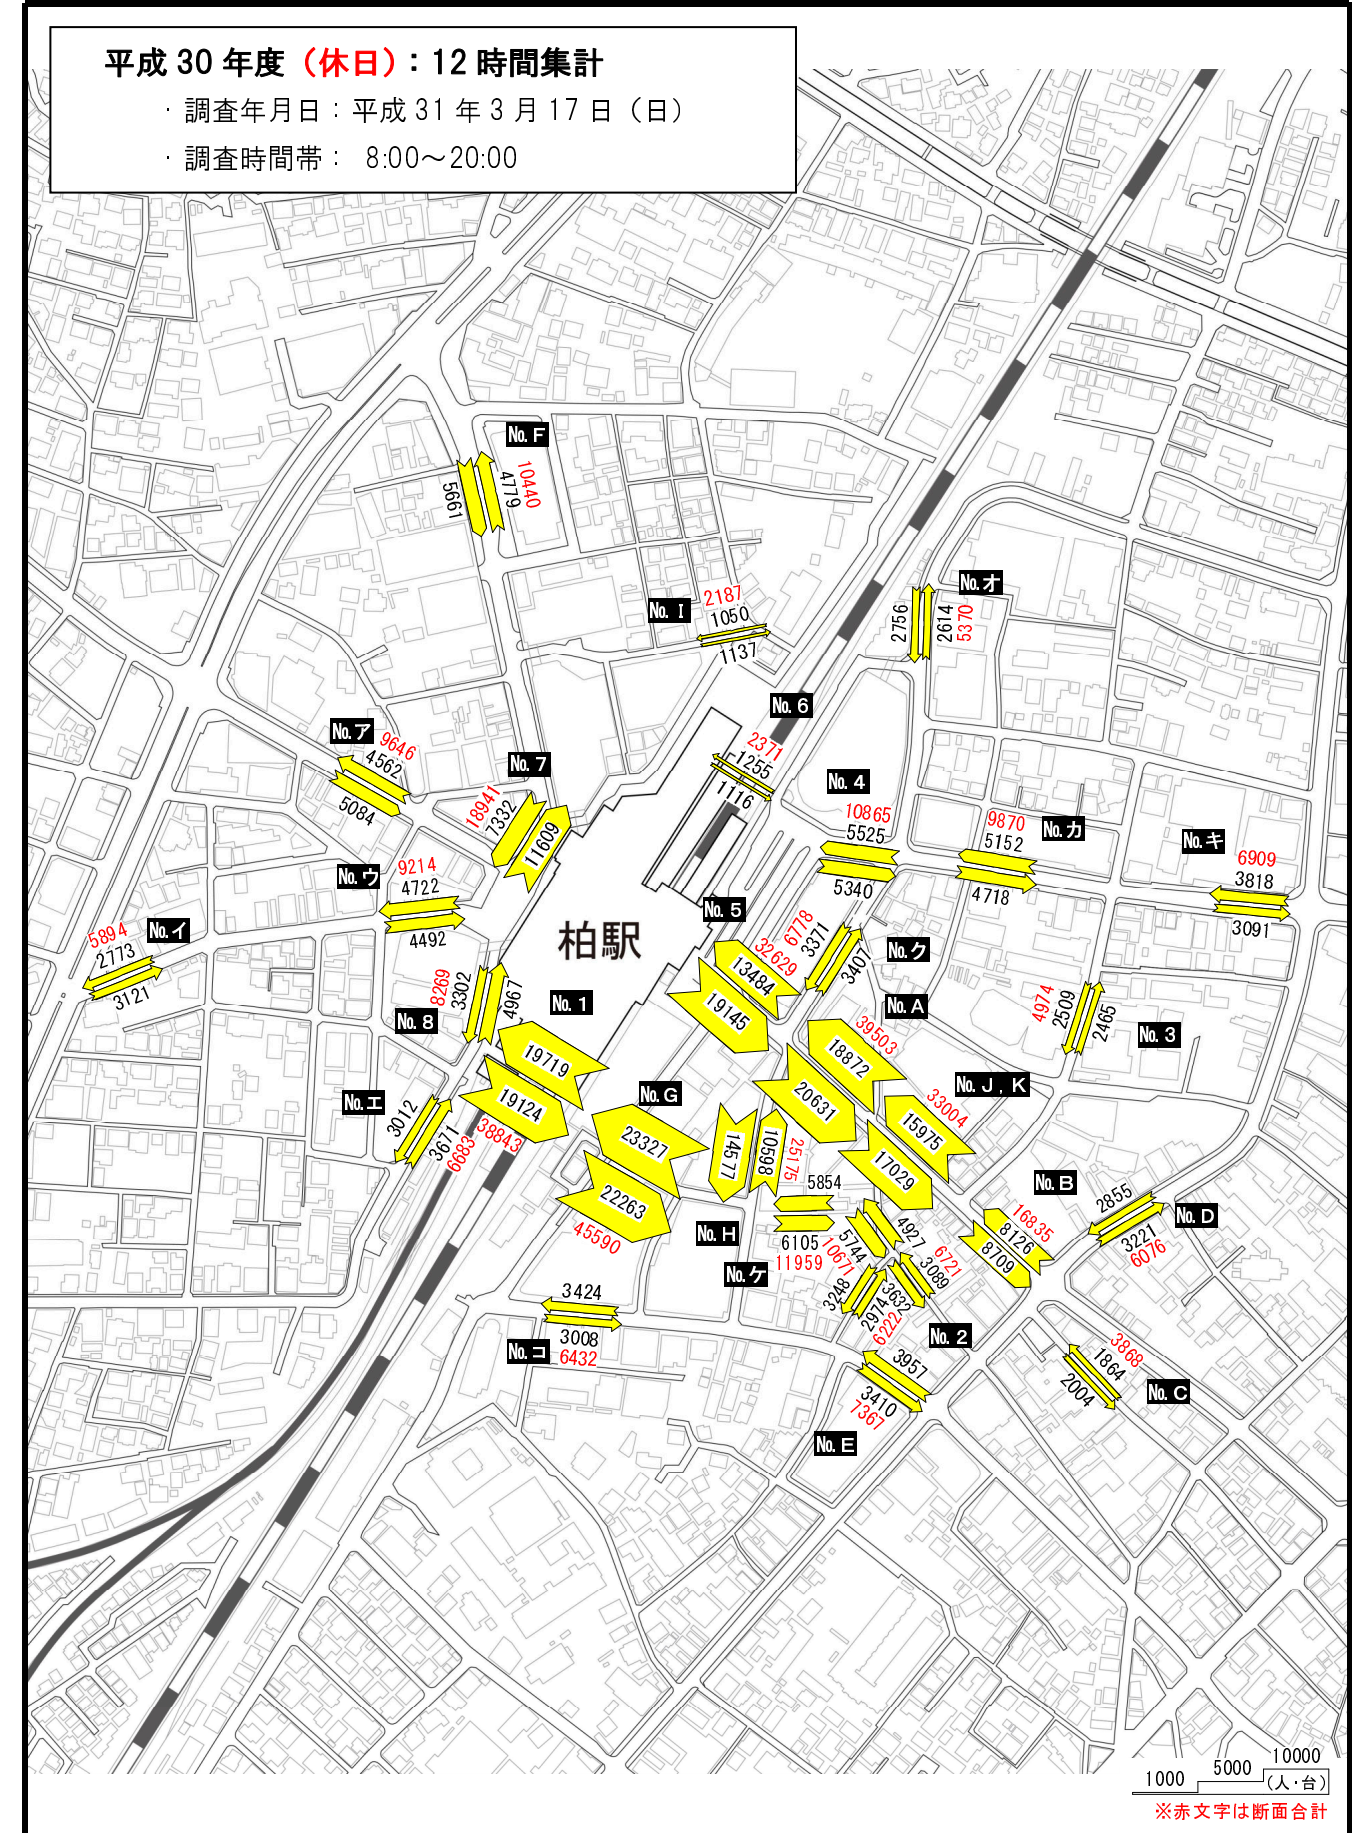 平成 30 年度（休日）：12 時間集計
・調査年月日：平成 31 年 3 月 17 日（日）
・調査時間帯： 8:00～20:00
No. F
10440
4779
5661
No. オ
2756
2614
5370
No. I
2187
1050
1137
No. 6
2371
1255
1116
No. ア
9646
4562
5084
No. 7
18941
7332
11609
No. 4
10865
5525
5340
No. カ
9870
5152
4718
No. キ
6909
3818
3091
No. ウ
9214
4722
4492
No. イ
5894
2773
3121
柏駅
No. 5
32629
13484
19145
6778
3371
3407
No. ク
No. 8
8269
3302
4967
No. 1
19719
19124
38843
No. A
39503
18872
20631
4974
2509
2465
No. 3
No. J, K
33004
15975
17029
No. エ
3012
3671
6683
No. G
23327
22263
45590
14577
10598
25175
No. H
5854
6105
11959
No. ケ
No. B
16835
8126
8709
2855
3221
6076
No. D
4927
5744
10671
6721
3089
3632
No. 2
3248
2974
6222
3424
3008
6432
No. コ
3957
3410
7367
No. E
3868
1864
2004
No. C
1000 5000 10000
(人・台)
※赤文字は断面合計